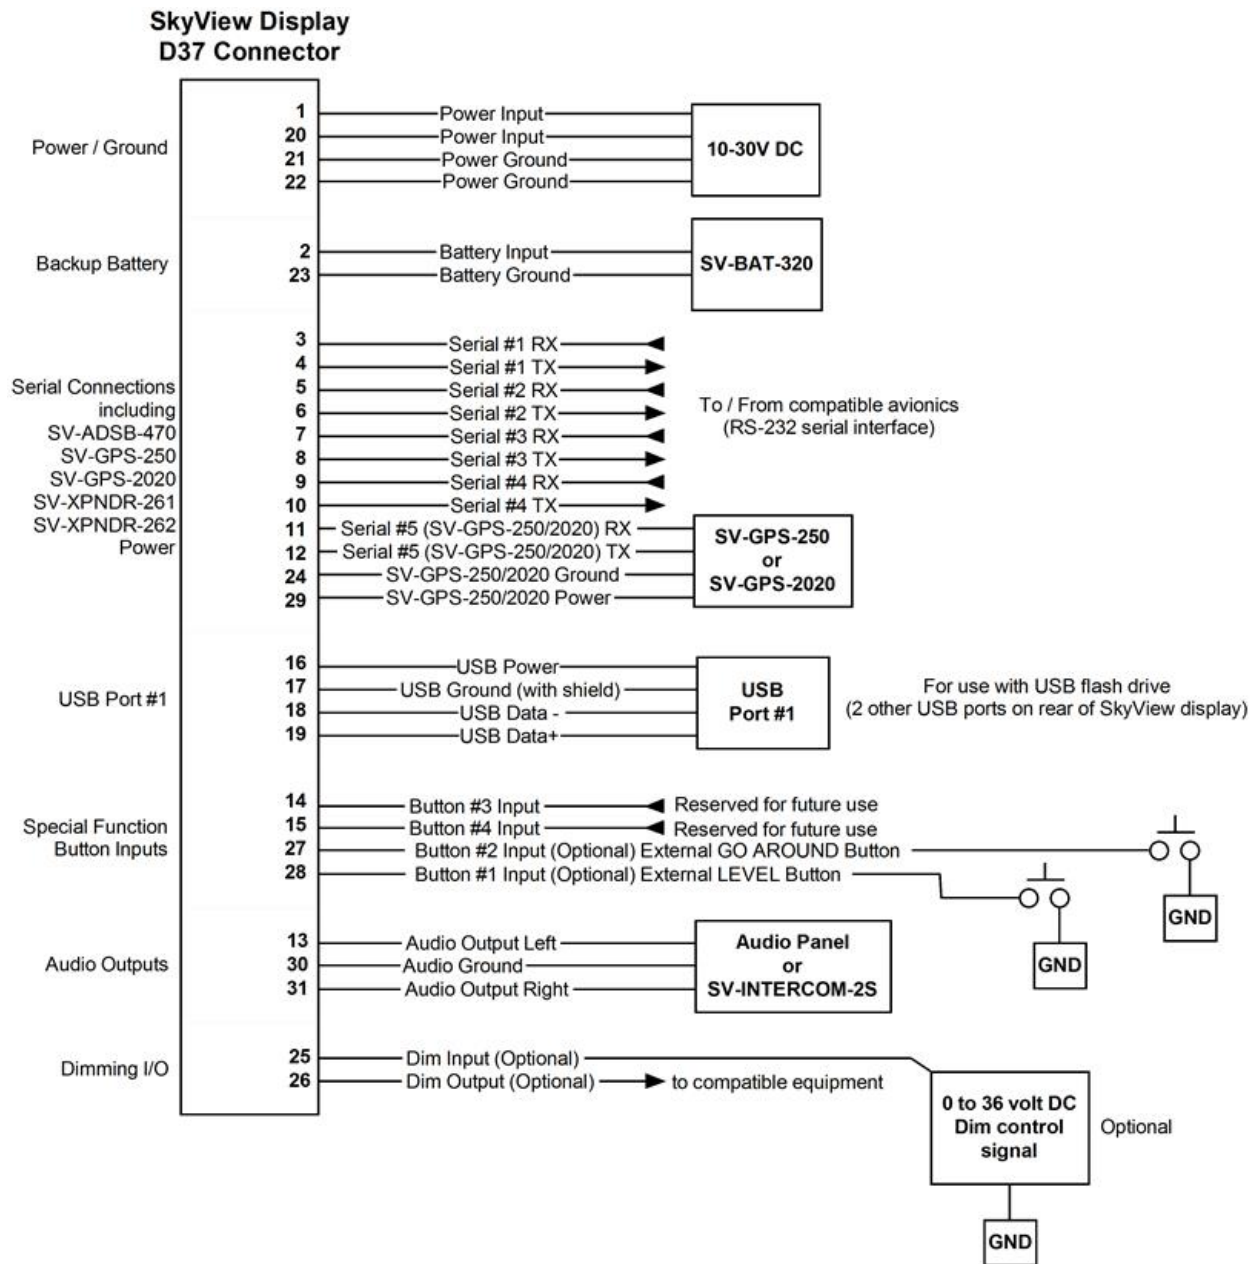 SkyView Display
D37 Connector
Power / Ground
1 Power Input
20 Power Input
21 Power Ground
22 Power Ground
10-30V DC
Backup Battery
2 Battery Input
23 Battery Ground
SV-BAT-320
Serial Connections
including
SV-ADSB-470
SV-GPS-250
SV-GPS-2020
SV-XPNDR-261
SV-XPNDR-262
Power
3 Serial #1 RX
4 Serial #1 TX
5 Serial #2 RX
6 Serial #2 TX
7 Serial #3 RX
8 Serial #3 TX
9 Serial #4 RX
10 Serial #4 TX
To / From compatible avionics
(RS-232 serial interface)
11 Serial #5 (SV-GPS-250/2020) RX
12 Serial #5 (SV-GPS-250/2020) TX
24 SV-GPS-250/2020 Ground
29 SV-GPS-250/2020 Power
SV-GPS-250
or
SV-GPS-2020
USB Port #1
16 USB Power
17 USB Ground (with shield)
18 USB Data -
19 USB Data+
USB
Port #1
For use with USB flash drive
(2 other USB ports on rear of SkyView display)
Special Function
Button Inputs
14 Button #3 Input Reserved for future use
15 Button #4 Input Reserved for future use
27 Button #2 Input (Optional) External GO AROUND Button
28 Button #1 Input (Optional) External LEVEL Button
GND
GND
Audio Outputs
13 Audio Output Left
30 Audio Ground
31 Audio Output Right
Audio Panel
or
SV-INTERCOM-2S
Dimming I/O
25 Dim Input (Optional)
26 Dim Output (Optional) to compatible equipment
0 to 36 volt DC
Dim control
signal
Optional
GND